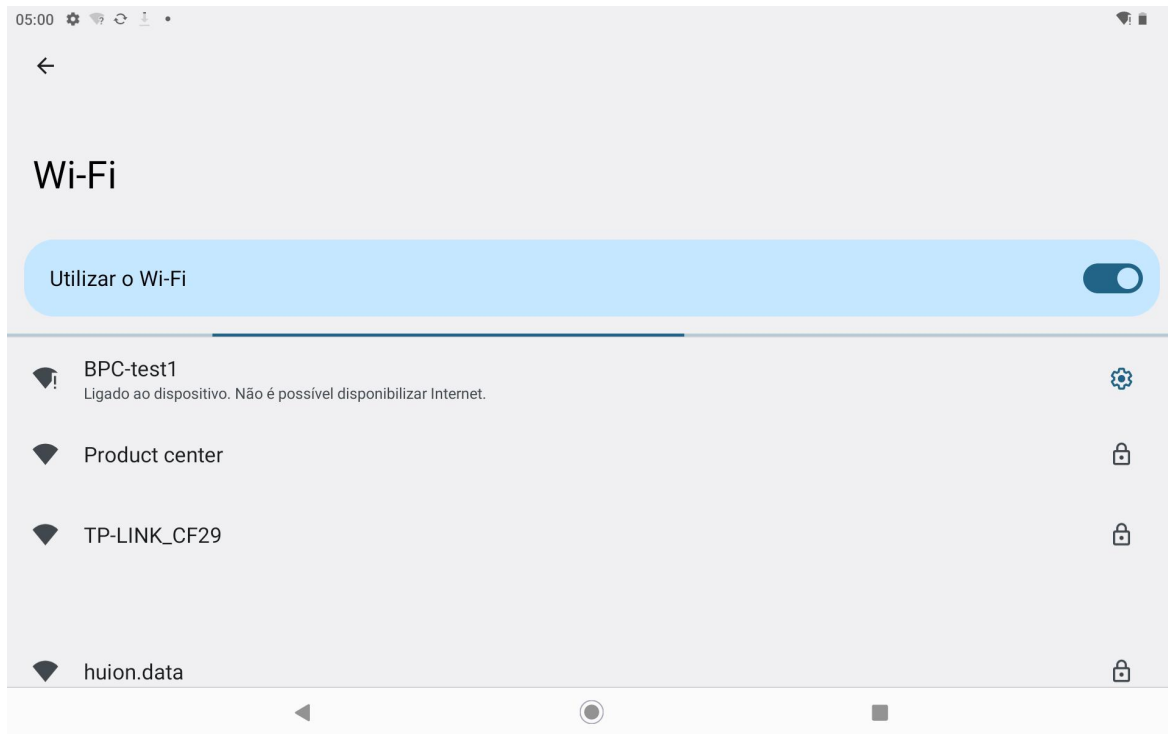 05:00
Wi-Fi
Utilizar o Wi-Fi
BPC-test1
Ligado ao dispositivo. Não é possível disponibilizar Internet.
Product center
TP-LINK_CF29
huion.data